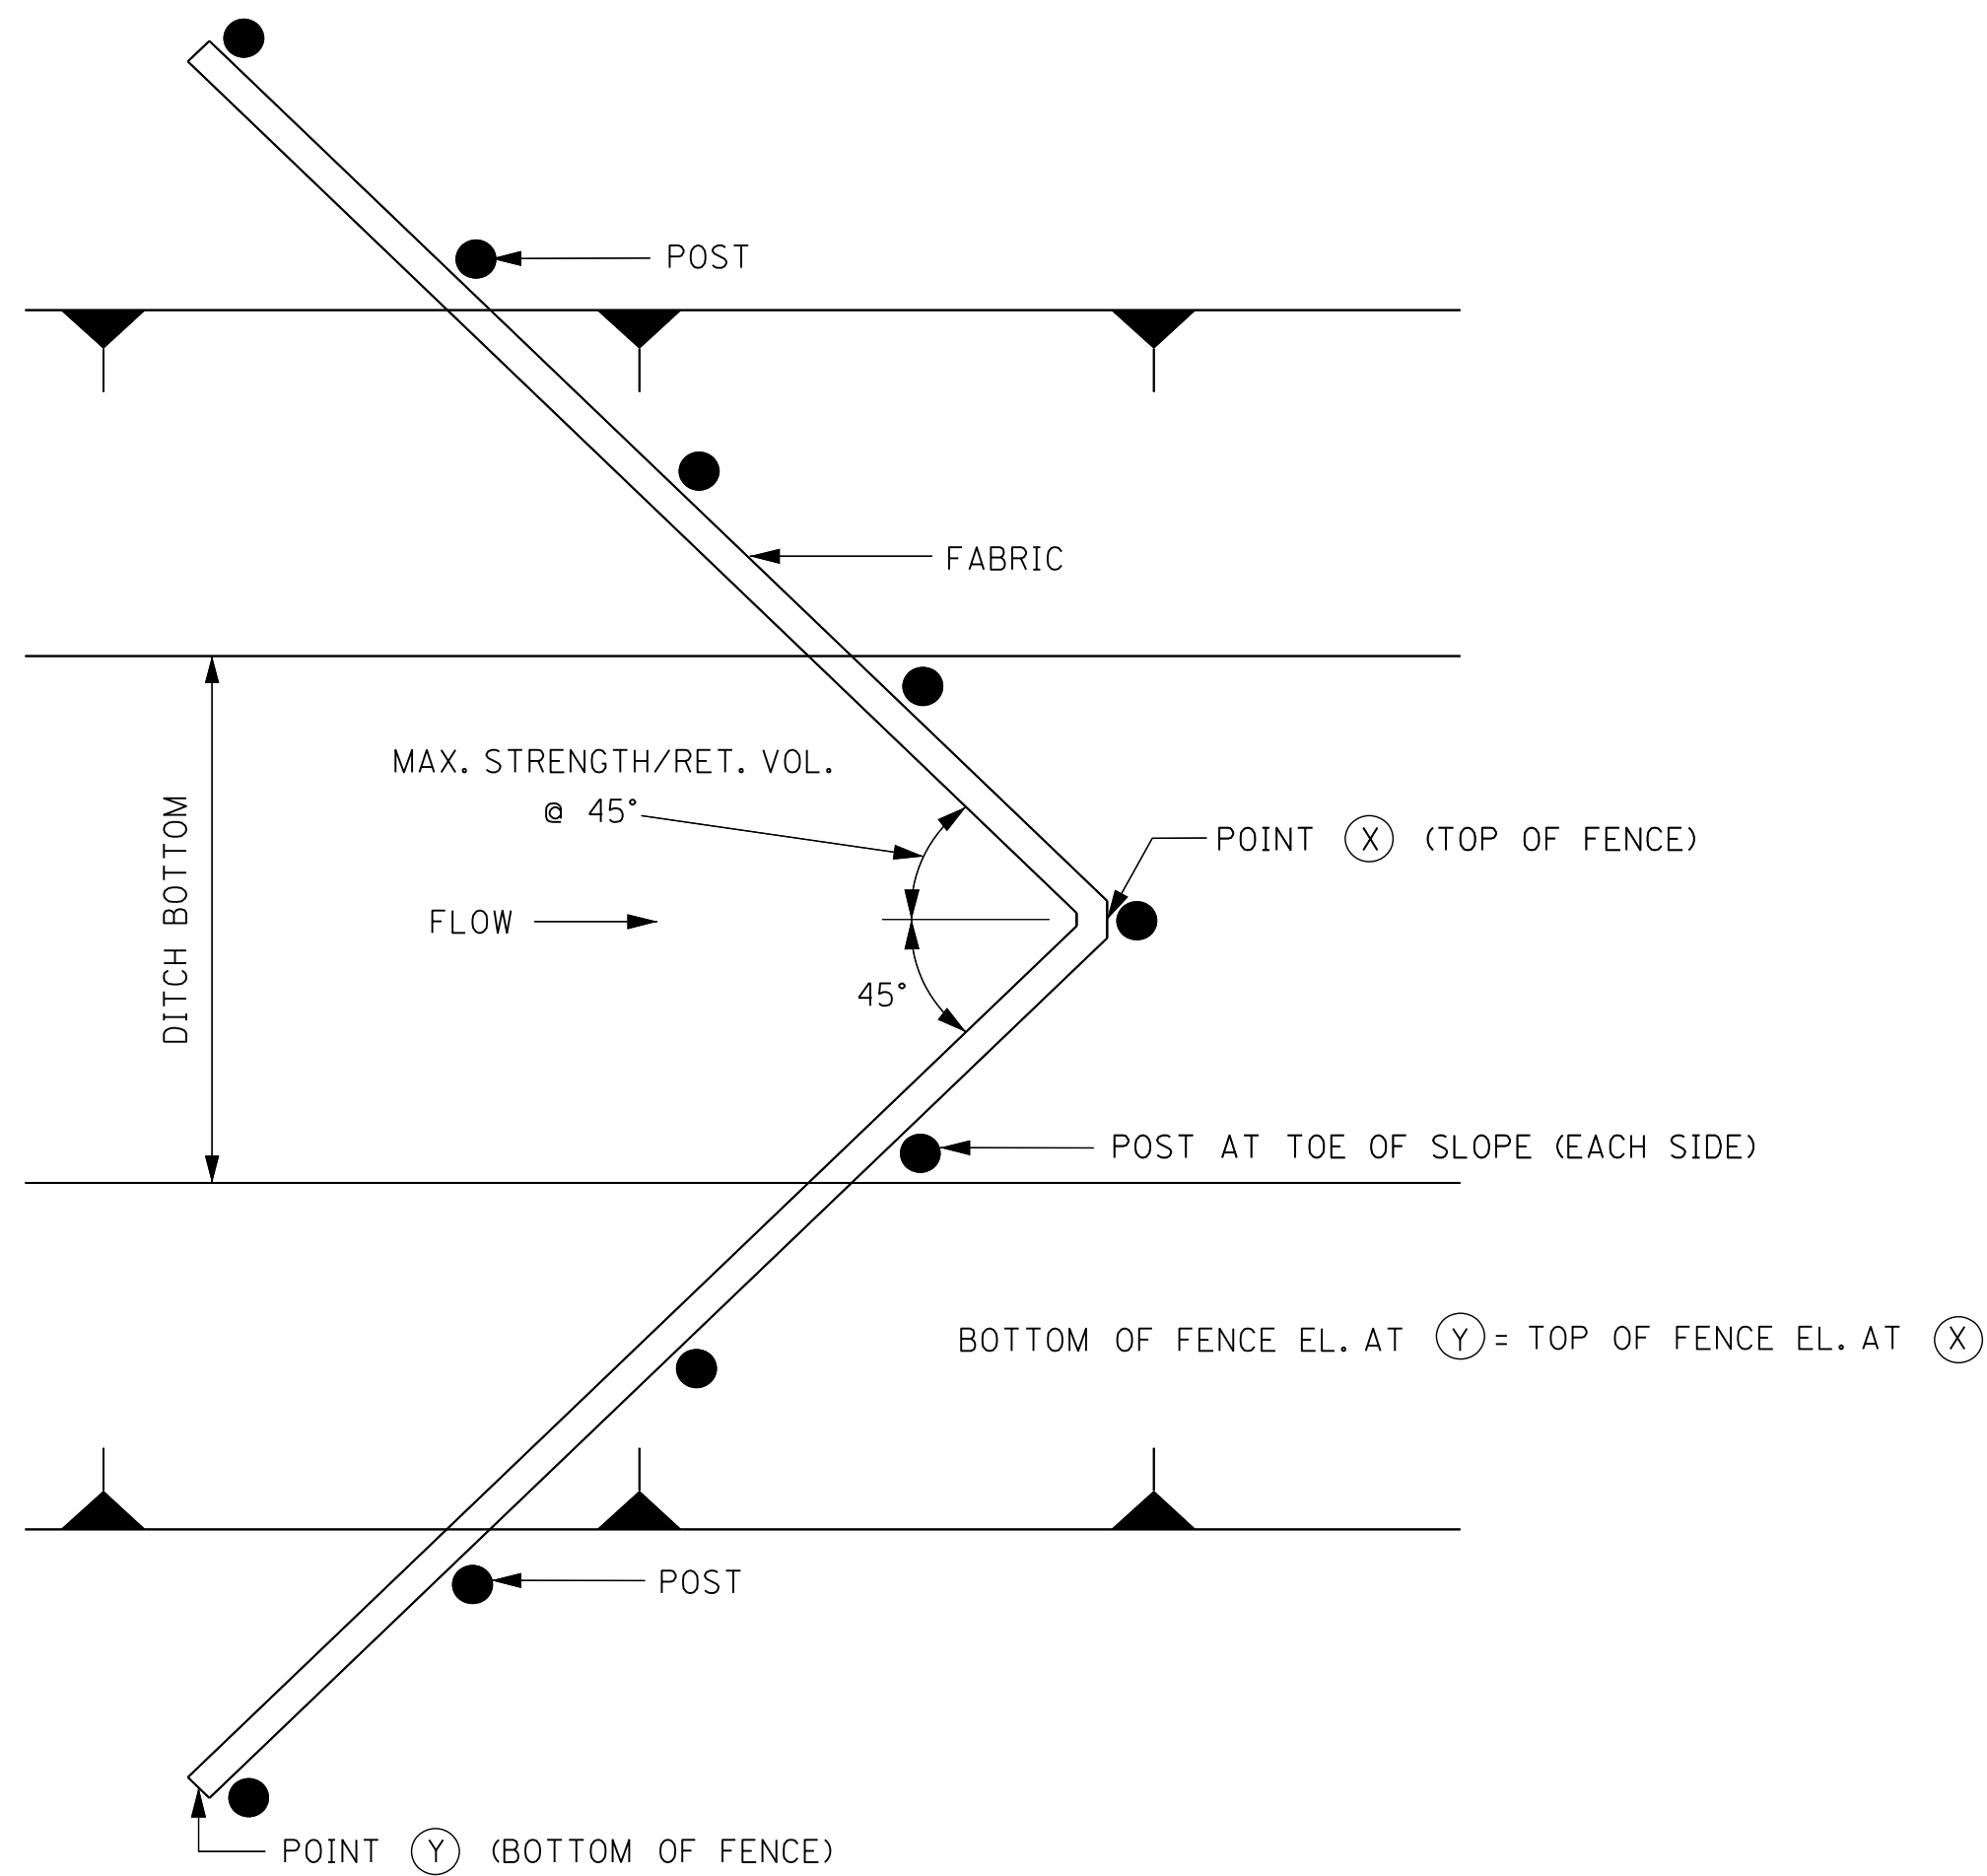 POST
FABRIC
MAX. STRENGTH/RET. VOL.
@ 45°
POINT X (TOP OF FENCE)
DITCH BOTTOM
FLOW
45°
POST AT TOE OF SLOPE (EACH SIDE)
BOTTOM OF FENCE EL. AT Y = TOP OF FENCE EL. AT X
POST
POINT Y (BOTTOM OF FENCE)